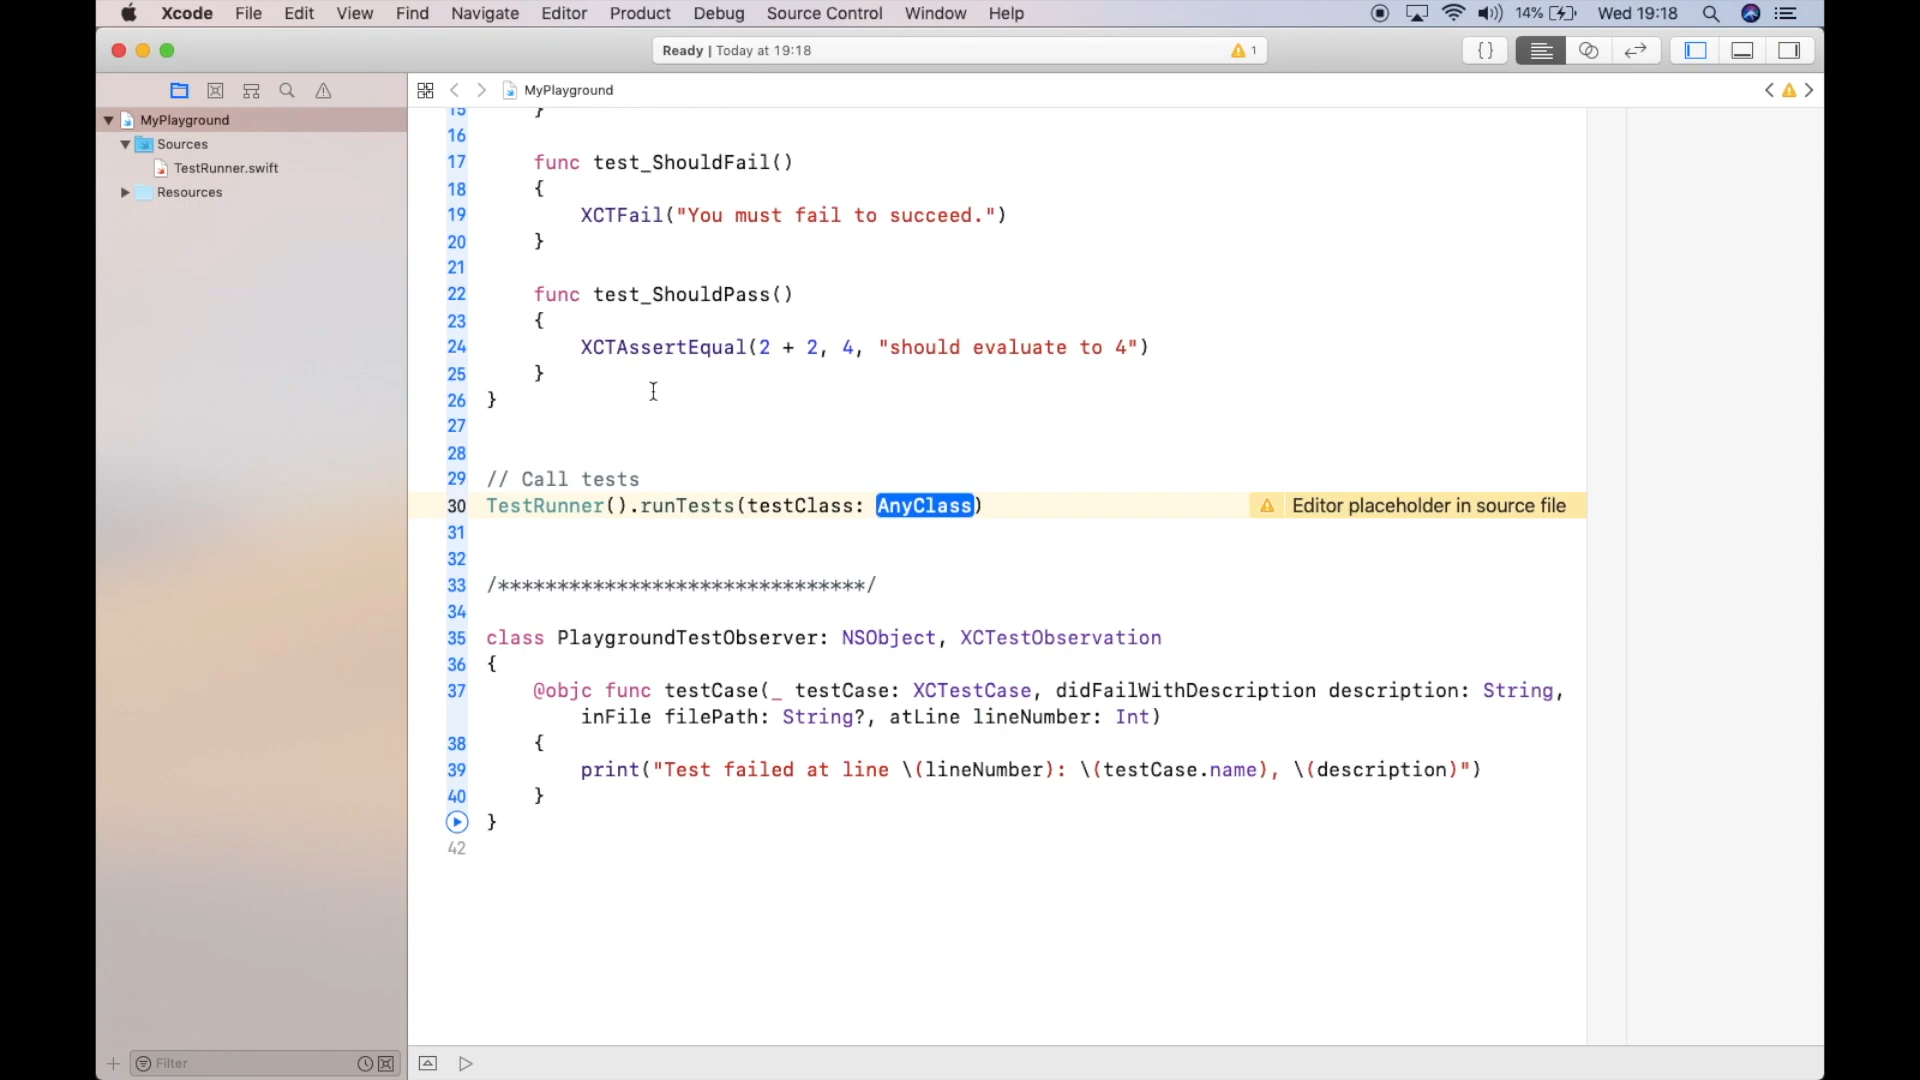 Xcode File Edit View Find Navigate Editor Product Debug Source Control Window Help 14% Wed 19:18
Ready | Today at 19:18 1
{ }
MyPlayground
Sources
TestRunner.swift
Resources
MyPlayground
15 }
16
17 func test_ShouldFail()
18 {
19 XCTFail("You must fail to succeed.")
20 }
21
22 func test_ShouldPass()
23 {
24 XCTAssertEqual(2 + 2, 4, "should evaluate to 4")
25 }
26 }
27
28
29 // Call tests
30 TestRunner().runTests(testClass: AnyClass) Editor placeholder in source file
31
32
33 /*******************************/
34
35 class PlaygroundTestObserver: NSObject, XCTestObservation
36 {
37 @objc func testCase(_ testCase: XCTestCase, didFailWithDescription description: String,
inFile filePath: String?, atLine lineNumber: Int)
38 {
39 print("Test failed at line \(lineNumber): \(testCase.name), \(description)")
40 }
}
42
Filter